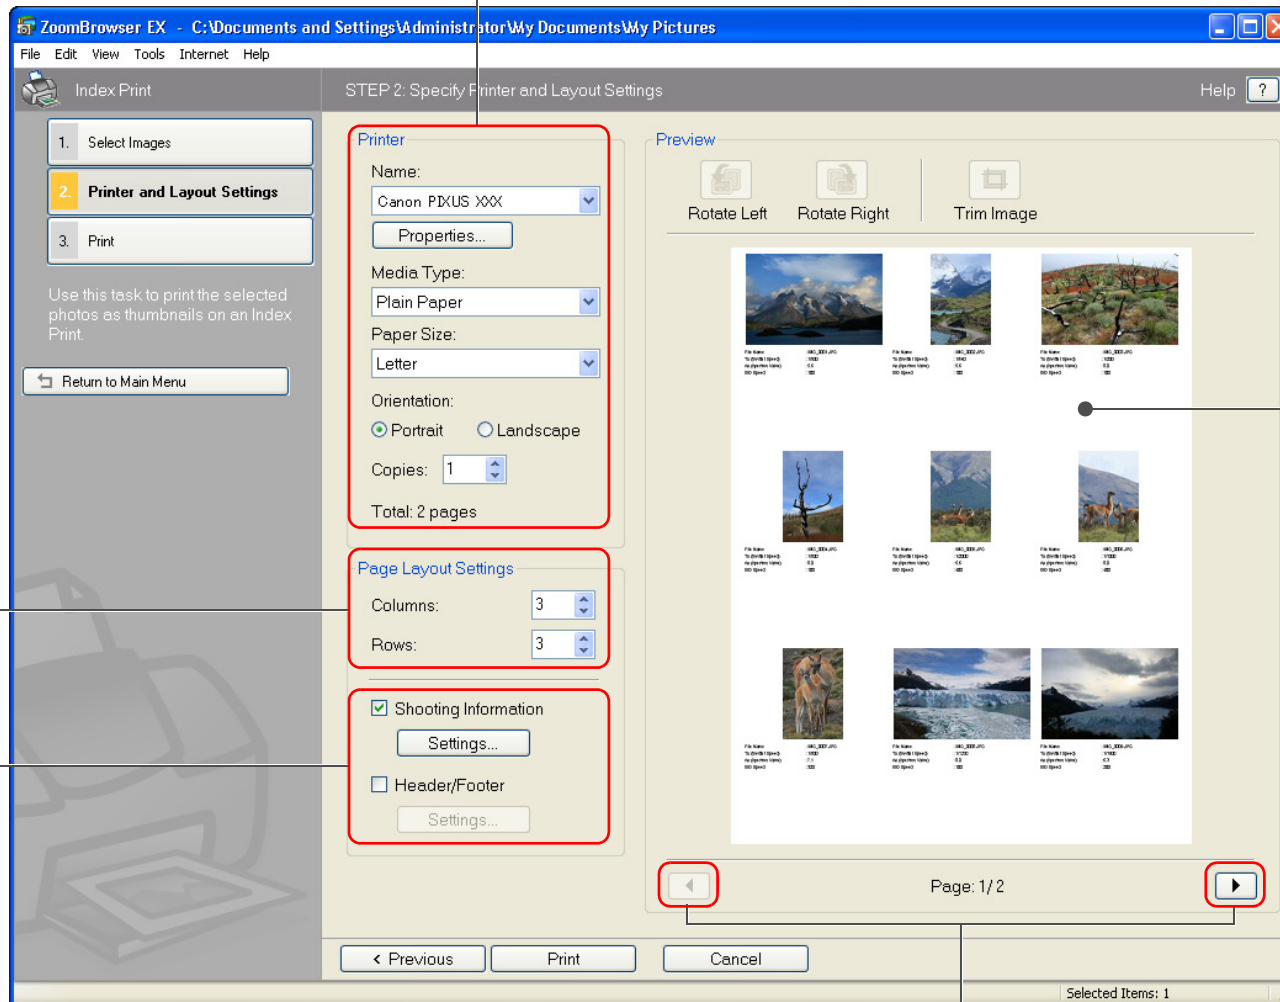 ZoomBrowser EX - C:\Documents and Settings\Administrator\My Documents\My Pictures
File Edit View Tools Internet Help
Index Print
STEP 2: Specify Printer and Layout Settings
Help ?
1. Select Images
2. Printer and Layout Settings
3. Print
Use this task to print the selected
photos as thumbnails on an Index
Print.
Return to Main Menu
Printer
Name:
Canon PIXUS XXX
Properties...
Media Type:
Plain Paper
Paper Size:
Letter
Orientation:
Portrait Landscape
Copies: 1
Total: 2 pages
Page Layout Settings
Columns: 3
Rows: 3
Shooting Information
Settings...
Header/Footer
Settings...
Preview
Rotate Left Rotate Right Trim Image
Page: 1/2
< Previous Print Cancel
Selected Items: 1